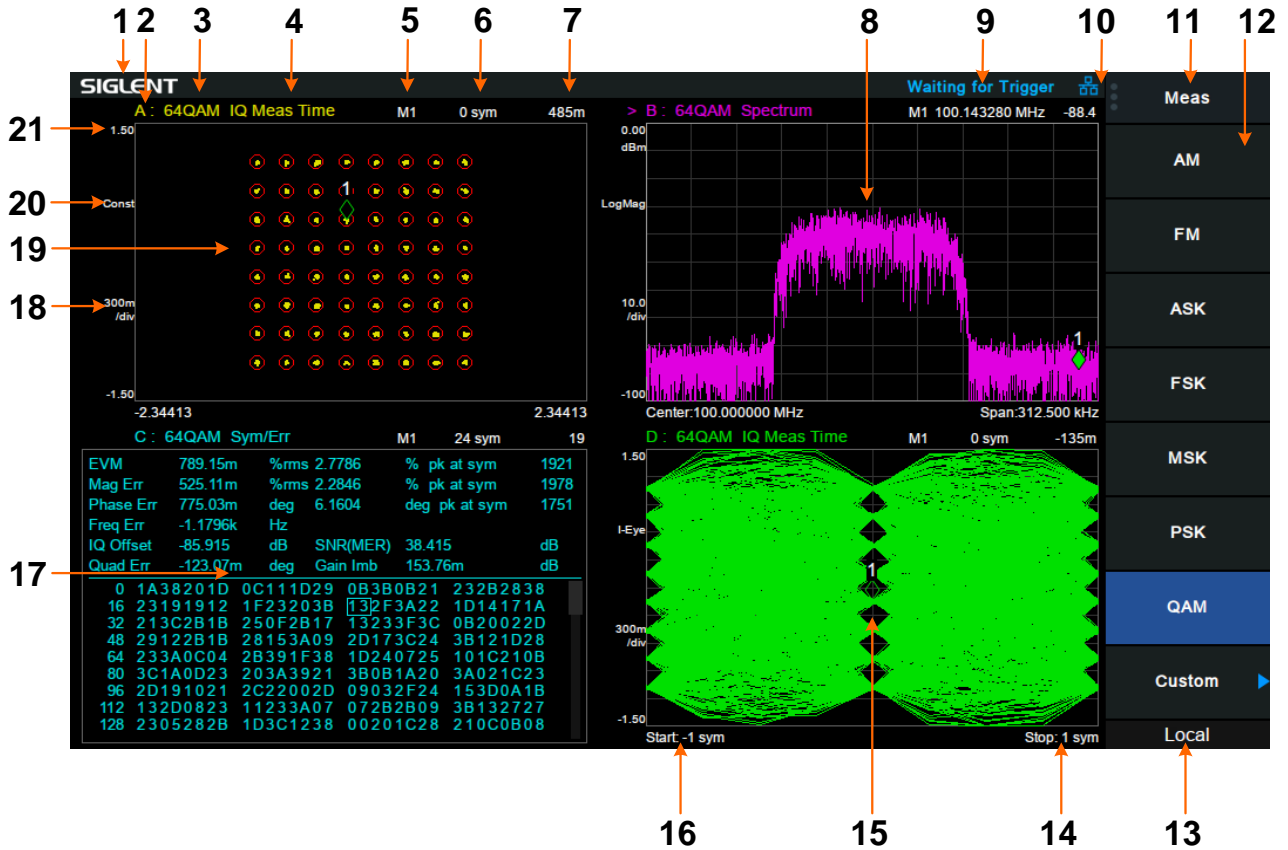 1 2 3 4 5 6 7 8 9 10 11 12
SIGLENT Waiting for Trigger Meas
A : 64QAM IQ Meas Time M1 0 sym 485m
1.50
Const
300m
/div
-1.50
-2.34413 2.34413
1
> B : 64QAM Spectrum M1 100.143280 MHz -88.4
0.00
dBm
LogMag
10.0
/div
-100
Center:100.000000 MHz Span:312.500 kHz
1
C : 64QAM Sym/Err M1 24 sym 19
EVM 789.15m %rms 2.7786 % pk at sym 1921
Mag Err 525.11m %rms 2.2846 % pk at sym 1978
Phase Err 775.03m deg 6.1604 deg pk at sym 1751
Freq Err -1.1796k Hz
IQ Offset -85.915 dB SNR(MER) 38.415 dB
Quad Err -123.07m deg Gain Imb 153.76m dB
0 1A38201D 0C111D29 0B3B0B21 232B2838
16 23191912 1F23203B 132F3A22 1D14171A
32 213C2B1B 250F2B17 13233F3C 0B20022D
48 29122B1B 28153A09 2D173C24 3B121D28
64 233A0C04 2B391F38 1D240725 101C210B
80 3C1A0D23 203A3921 3B0B1A20 3A021C23
96 2D191021 2C22002D 09032F24 153D0A1B
112 132D0823 11233A07 072B2B09 3B132727
128 2305282B 1D3C1238 00201C28 210C0B08
D : 64QAM IQ Meas Time M1 0 sym -135m
1.50
I-Eye
300m
/div
-1.50
1
Start: -1 sym Stop: 1 sym
AM
FM
ASK
FSK
MSK
PSK
QAM
Custom
Local
21
20
19
18
17
16 15 14 13